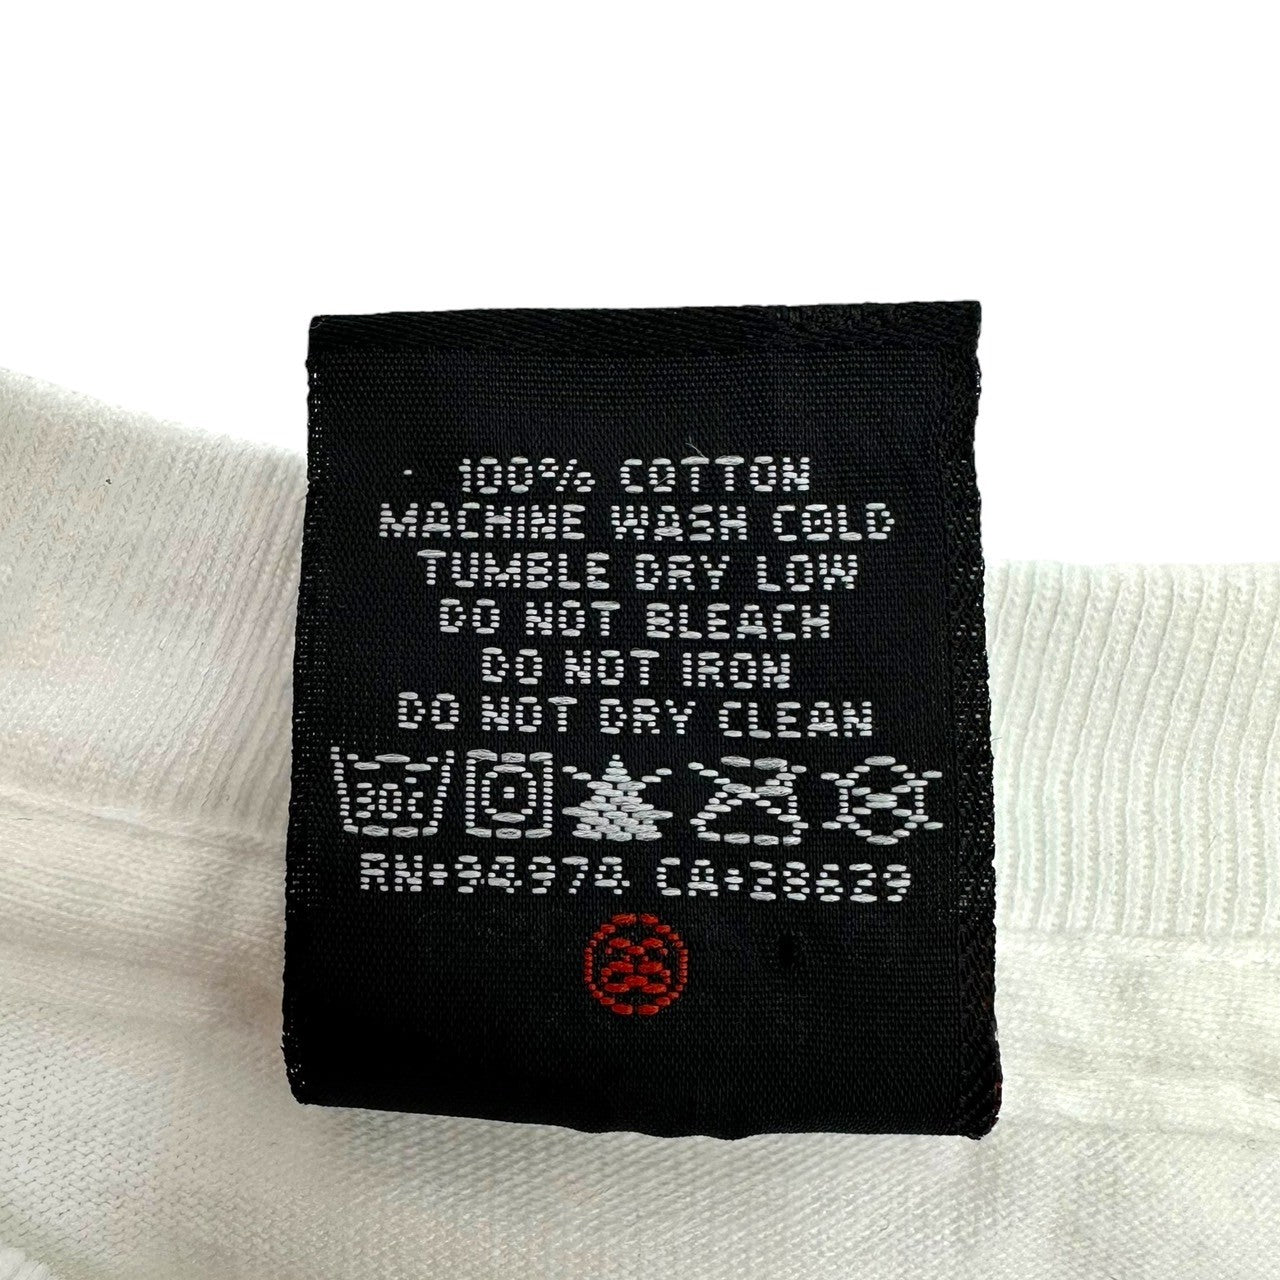 100% COTTON
MACHINE WASH COLD
TUMBLE DRY LOW
DO NOT BLEACH
DO NOT IRON
DO NOT DRY CLEAN
30c
RN:94974 CA:28629